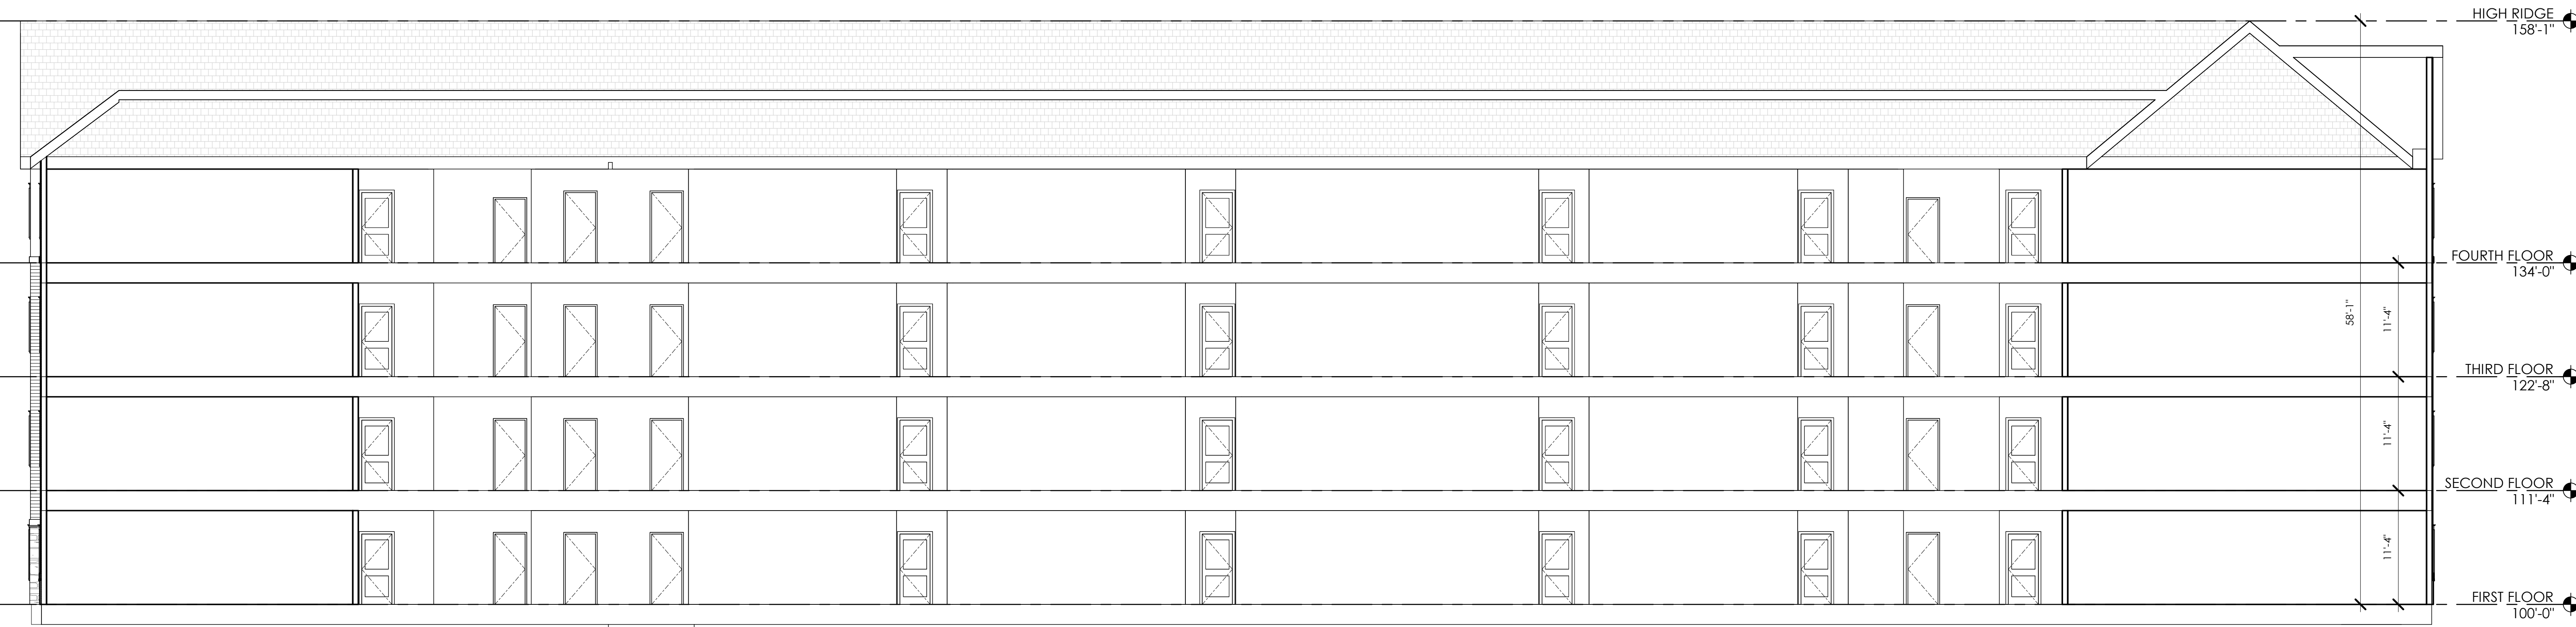 HIGH RIDGE
158'-1"
FOURTH FLOOR
134'-0"
58'-1"
11'-4"
THIRD FLOOR
122'-8"
11'-4"
SECOND FLOOR
111'-4"
11'-4"
FIRST FLOOR
100'-0"